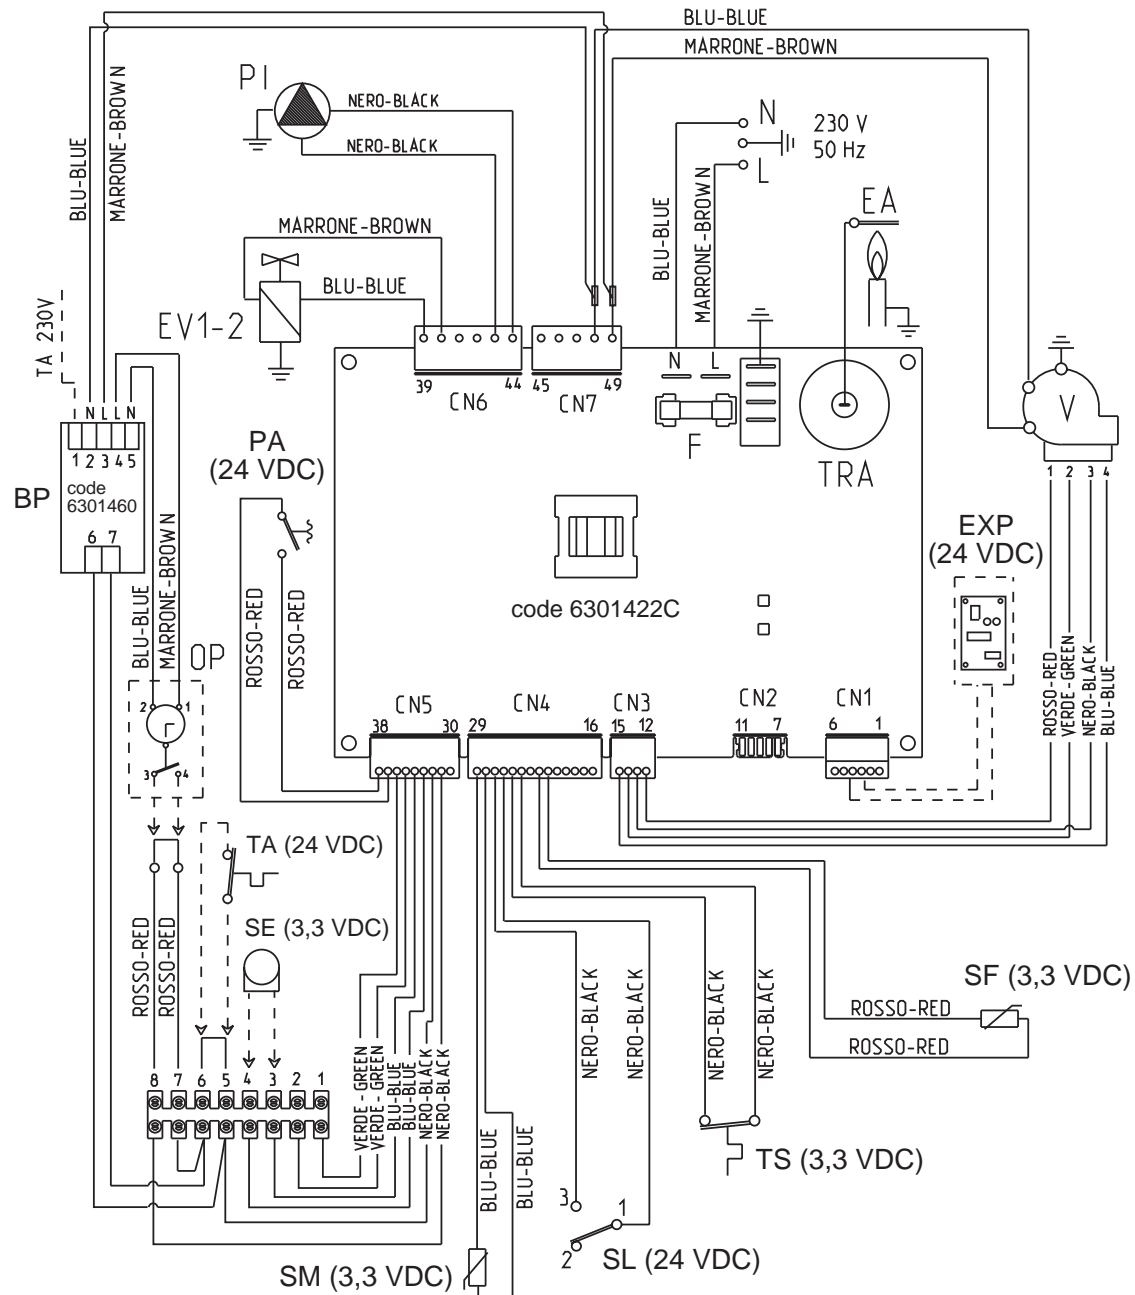 BLU-BLUE
MARRONE-BROWN
PI
NERO-BLACK
NERO-BLACK
N
230 V
50 Hz
L
BLU-BLUE
MARRONE-BROWN
MARRONE-BROWN
BLU-BLUE
EV1-2
BLU-BLUE
MARRONE-BROWN
EA
TA 230V
N L L N
1 2 3 4 5
BP
code
6301460
6 7
39
44
CN6
45
49
CN7
N L
F
TRA
V
1 2 3 4
PA
(24 VDC)
EXP
(24 VDC)
code 6301422C
BLU-BLUE
MARRONE-BROWN
ROSSO-RED
ROSSO-RED
OP
2
1
3
4
CN5
38
30
CN4
29
16
CN3
15 12
CN2
11 7
CN1
6 1
ROSSO-RED
VERDE-GREEN
NERO-BLACK
BLU-BLUE
TA (24 VDC)
SE (3,3 VDC)
ROSSO-RED
ROSSO-RED
8 7 6 5 4 3 2 1
VERDE-GREEN
VERDE-GREEN
BLU-BLUE
BLU-BLUE
NERO-BLACK
NERO-BLACK
BLU-BLUE
BLU-BLUE
NERO-BLACK
NERO-BLACK
NERO-BLACK
NERO-BLACK
SF (3,3 VDC)
ROSSO-RED
ROSSO-RED
TS (3,3 VDC)
3
1
2
SL (24 VDC)
SM (3,3 VDC)